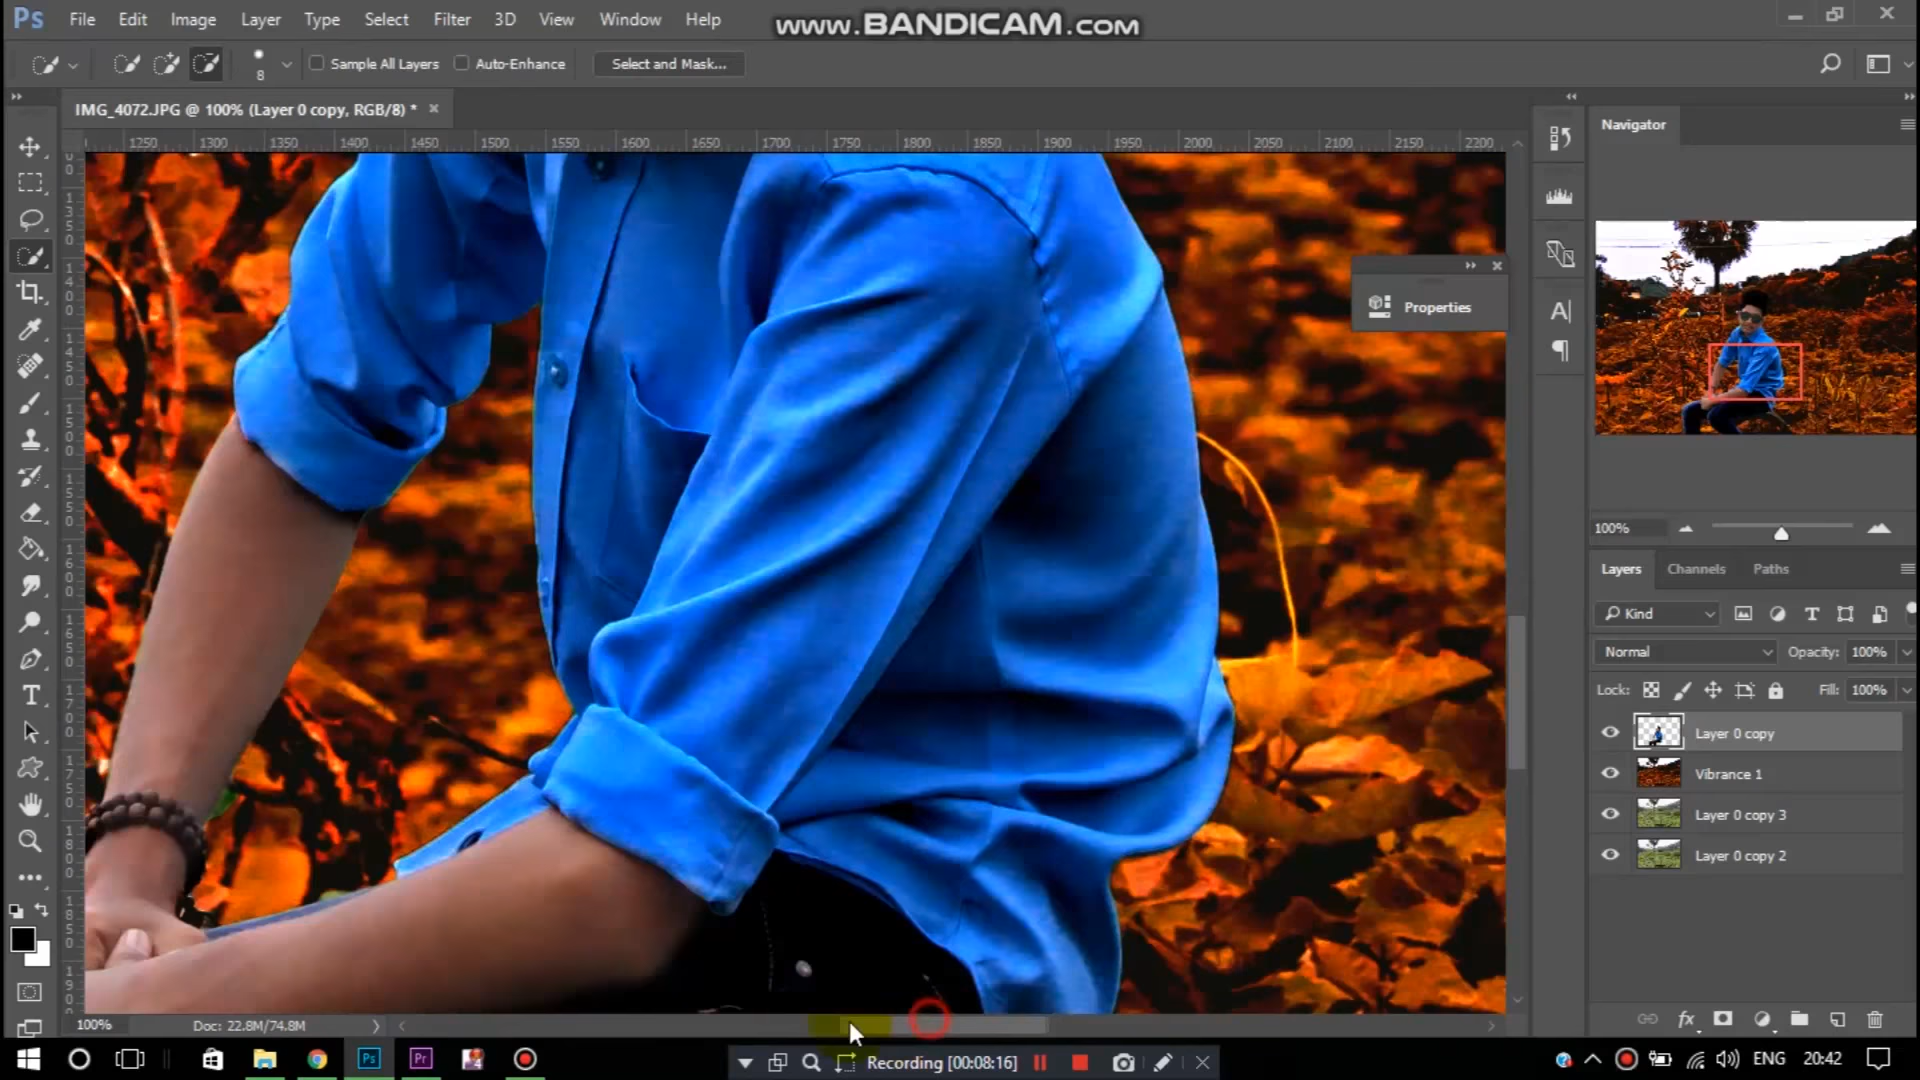 Ps File Edit Image Layer Type Select Filter 3D View Window Help
www.BANDICAM.com
8 Sample All Layers Auto-Enhance Select and Mask...
IMG_4072.JPG @ 100% (Layer 0 copy, RGB/8) *
1250 1300 1350 1400 1450 1500 1550 1600 1650 1700 1750 1800 1850 1900 1950 2000 2050 2100 2150 2200
Navigator
Properties
100%
Layers Channels Paths
Kind
Normal Opacity: 100%
Lock: Fill: 100%
Layer 0 copy
Vibrance 1
Layer 0 copy 3
Layer 0 copy 2
100% Doc: 22.8M/74.8M
Recording [00:08:16]
ENG 20:42